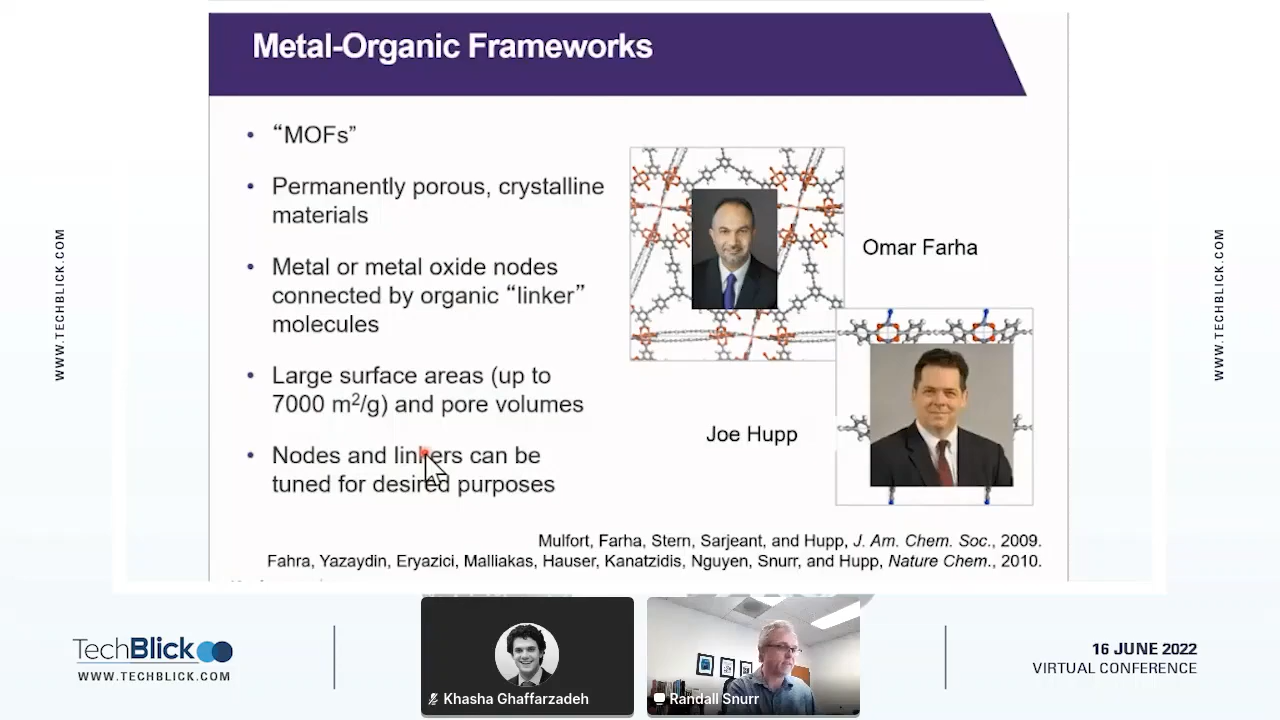 Metal-Organic Frameworks
• “MOFs”
• Permanently porous, crystalline
materials
• Metal or metal oxide nodes
connected by organic “linker”
molecules
• Large surface areas (up to
7000 m²/g) and pore volumes
• Nodes and linkers can be
tuned for desired purposes
Omar Farha
Joe Hupp
Mulfort, Farha, Stern, Sarjeant, and Hupp, J. Am. Chem. Soc., 2009.
Fahra, Yazaydin, Eryazici, Malliakas, Hauser, Kanatzidis, Nguyen, Snurr, and Hupp, Nature Chem., 2010.
WWW.TECHBLICK.COM
WWW.TECHBLICK.COM
TechBlick
WWW.TECHBLICK.COM
Khasha Ghaffarzadeh
Randall Snurr
16 JUNE 2022
VIRTUAL CONFERENCE